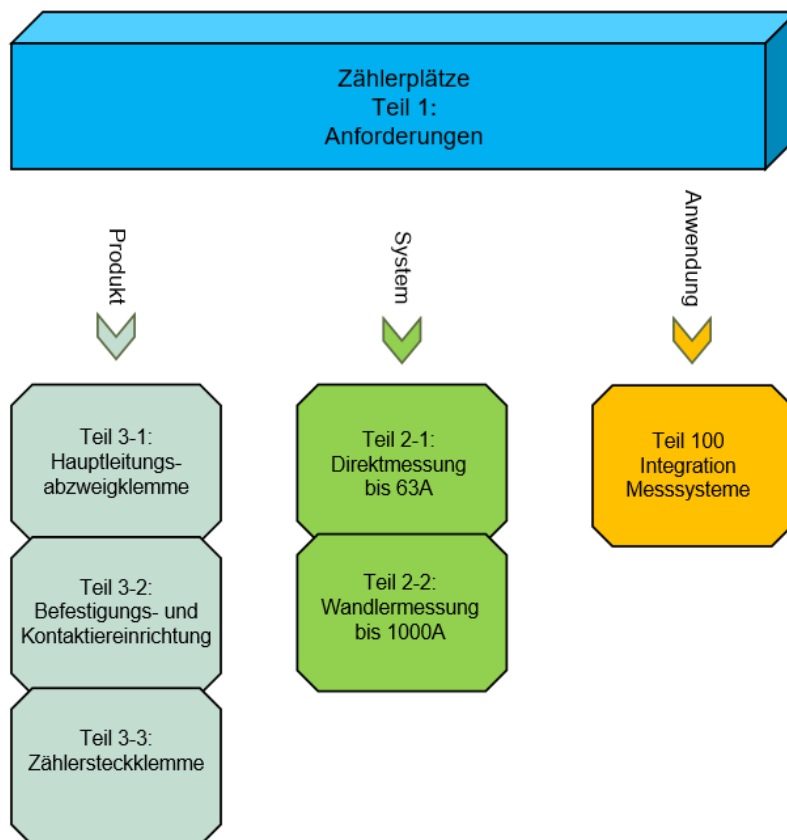 Zählerplätze
Teil 1:
Anforderungen
Produkt
System
Anwendung
Teil 3-1:
Hauptleitungs-
abzweigklemme
Teil 3-2:
Befestigungs- und
Kontaktiereinrichtung
Teil 3-3:
Zählersteckklemme
Teil 2-1:
Direktmessung
bis 63A
Teil 2-2:
Wandlermessung
bis 1000A
Teil 100
Integration
Messsysteme